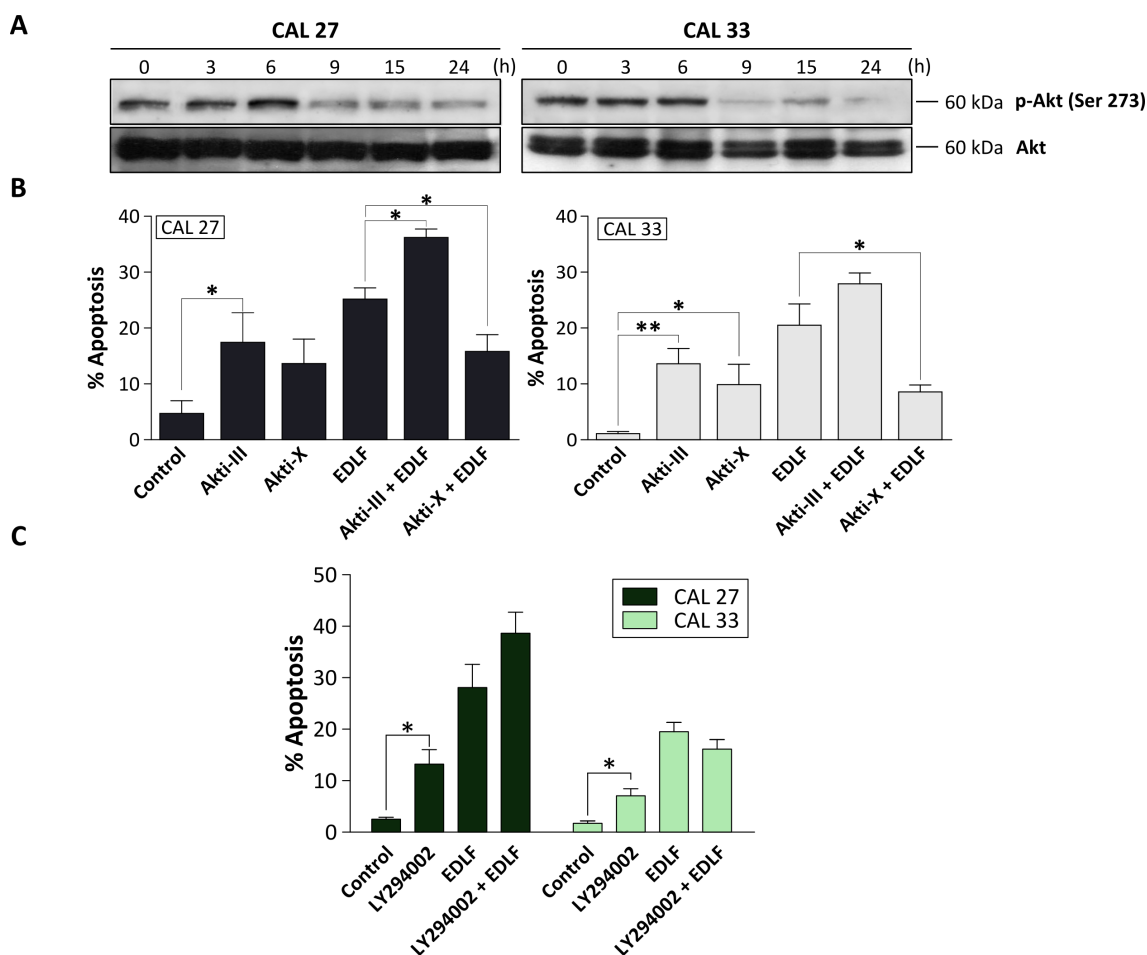 A
CAL 27
CAL 33
0 3 6 9 15 24 (h)
0 3 6 9 15 24 (h)
60 kDa p-Akt (Ser 273)
60 kDa Akt
B
40
30
20
10
0
% Apoptosis
CAL 27
*
*
*
Control
Akti-III
Akti-X
EDLF
Akti-III + EDLF
Akti-X + EDLF
40
30
20
10
0
% Apoptosis
CAL 33
**
*
*
Control
Akti-III
Akti-X
EDLF
Akti-III + EDLF
Akti-X + EDLF
C
50
40
30
20
10
0
% Apoptosis
CAL 27
CAL 33
*
*
Control
LY294002
EDLF
LY294002 + EDLF
Control
LY294002
EDLF
LY294002 + EDLF